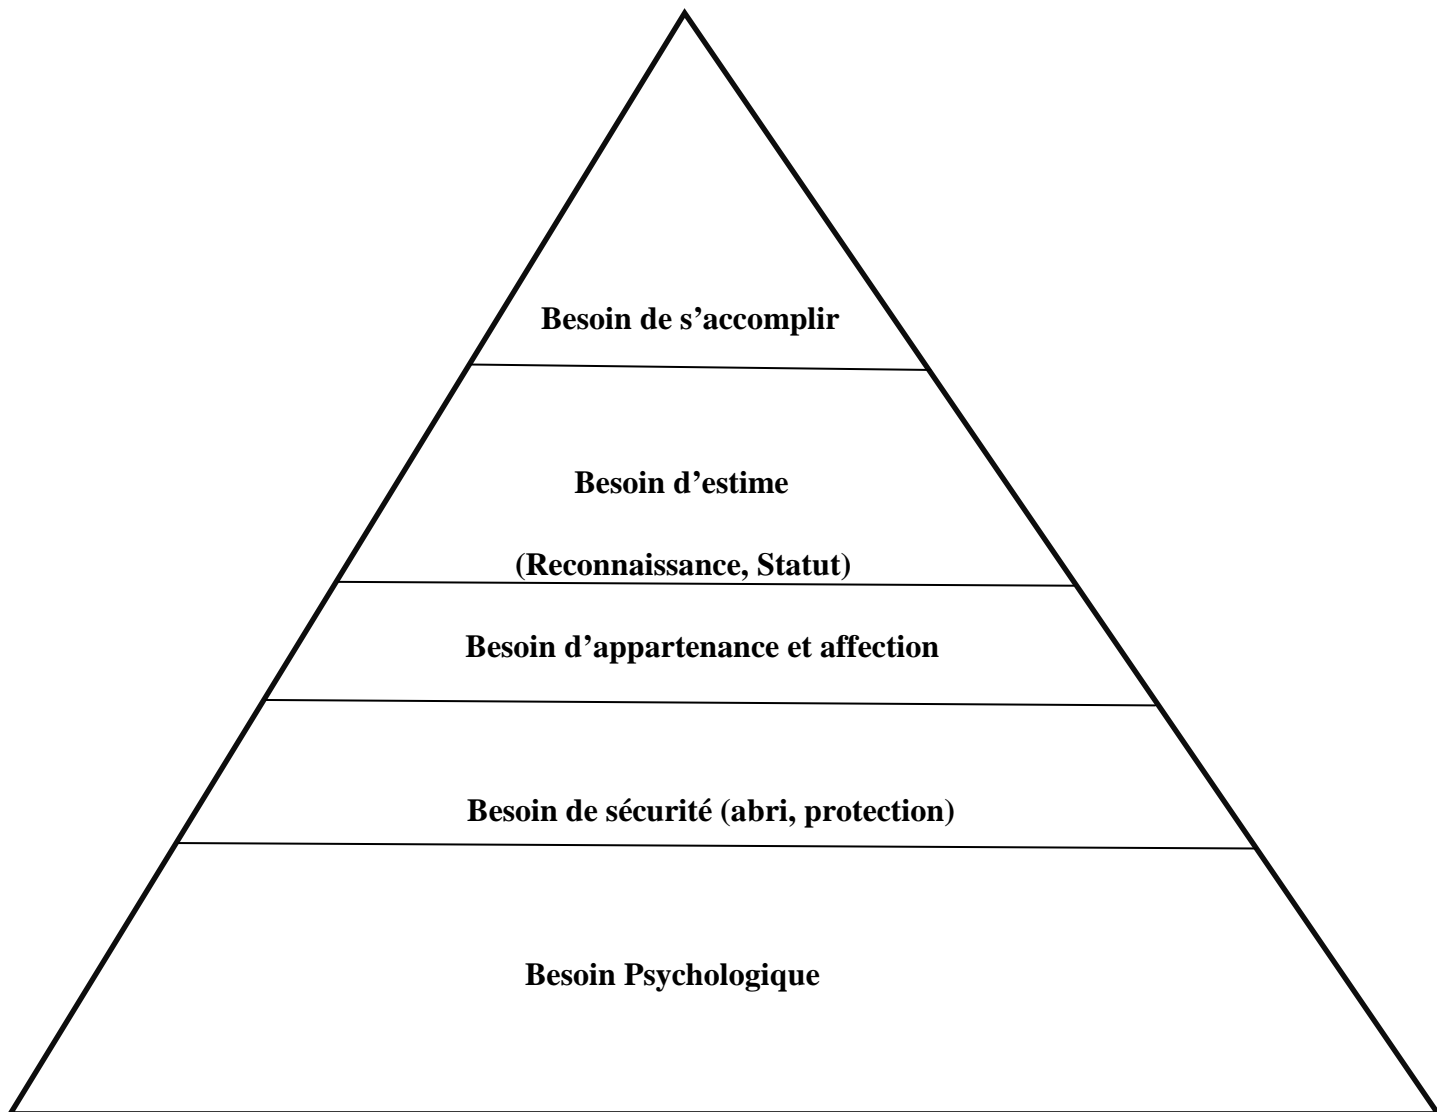 Besoin de s’accomplir
Besoin d’estime
(Reconnaissance, Statut)
Besoin d’appartenance et affection
Besoin de sécurité (abri, protection)
Besoin Psychologique